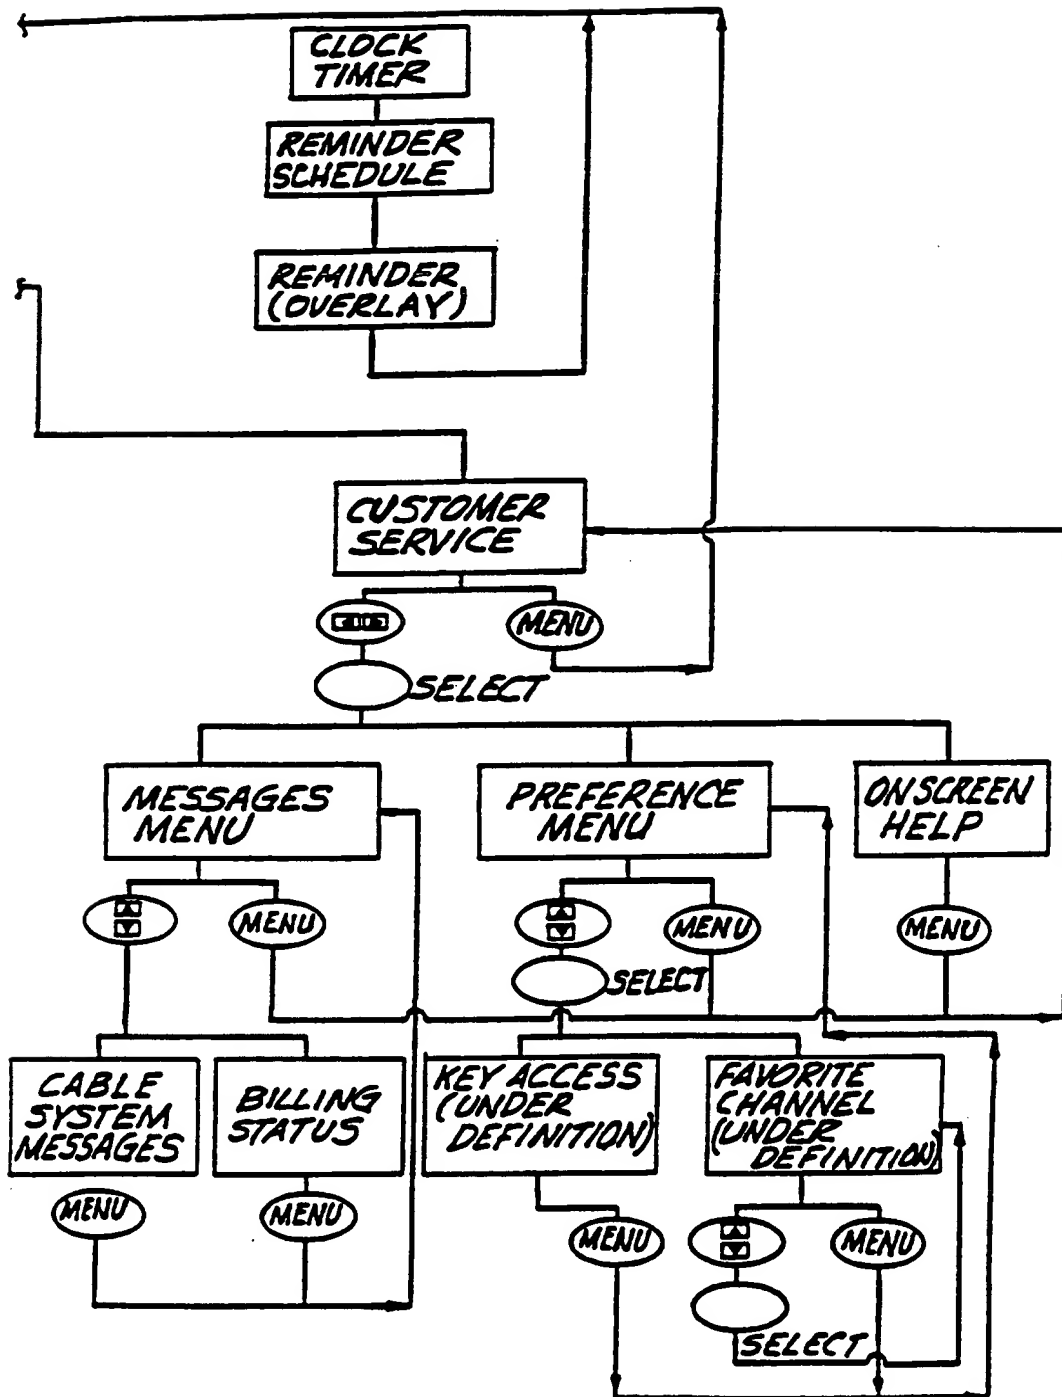 CLOCK
TIMER
REMINDER
SCHEDULE
REMINDER
(OVERLAY)
CUSTOMER
SERVICE
MENU
SELECT
MESSAGES
MENU
PREFERENCE
MENU
ON SCREEN
HELP
MENU
MENU
MENU
SELECT
CABLE
SYSTEM
MESSAGES
BILLING
STATUS
KEY ACCESS
(UNDER
DEFINITION)
FAVORITE
CHANNEL
(UNDER
DEFINITION)
MENU
MENU
MENU
MENU
SELECT